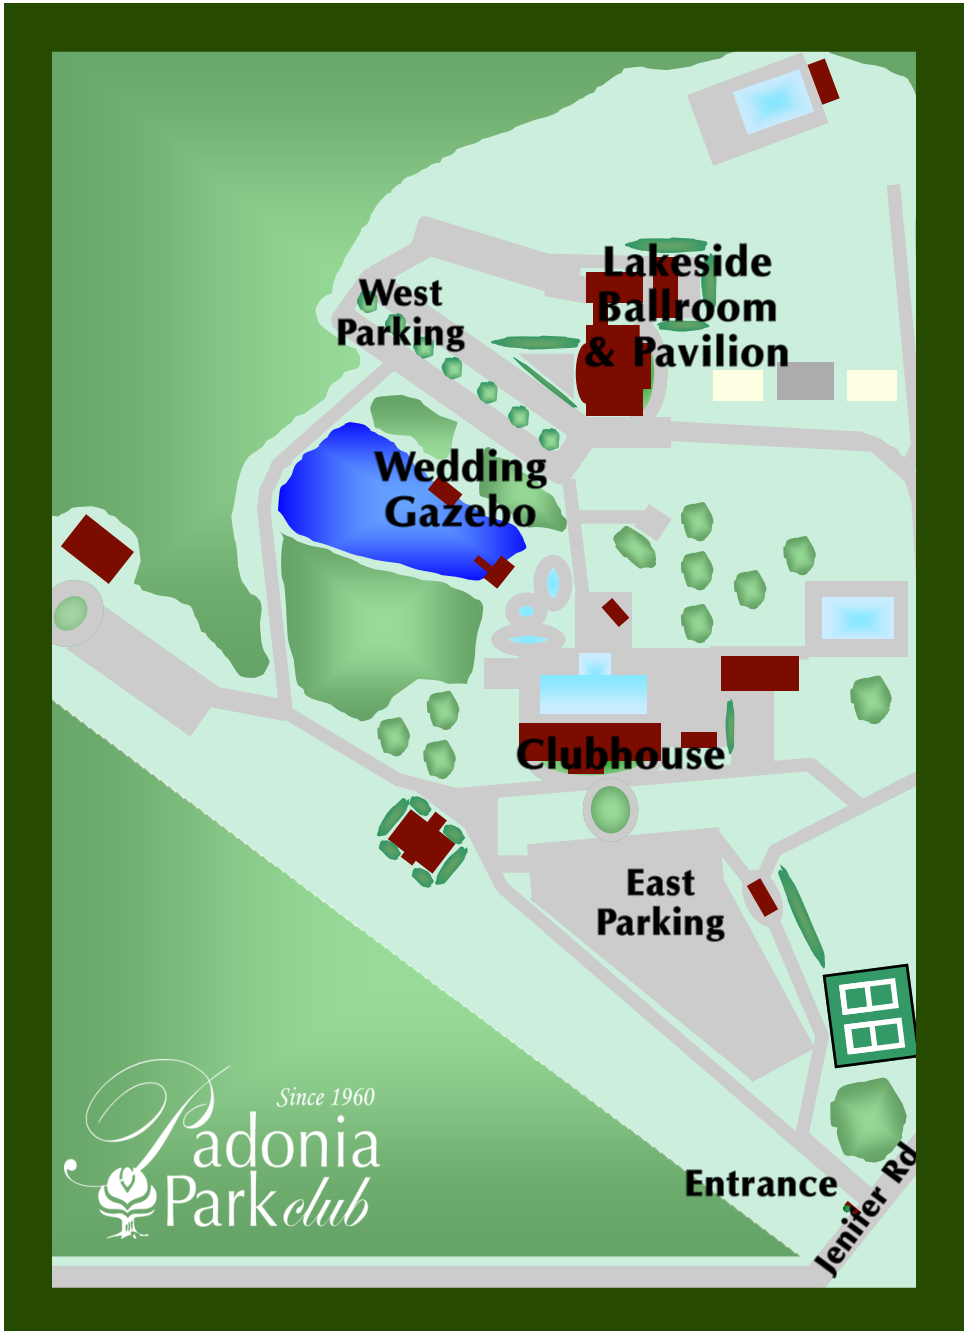 Lakeside
Ballroom
& Pavilion
West
Parking
Wedding
Gazebo
Clubhouse
East
Parking
Entrance
Jenifer Rd
Since 1960
Padonia
Park club